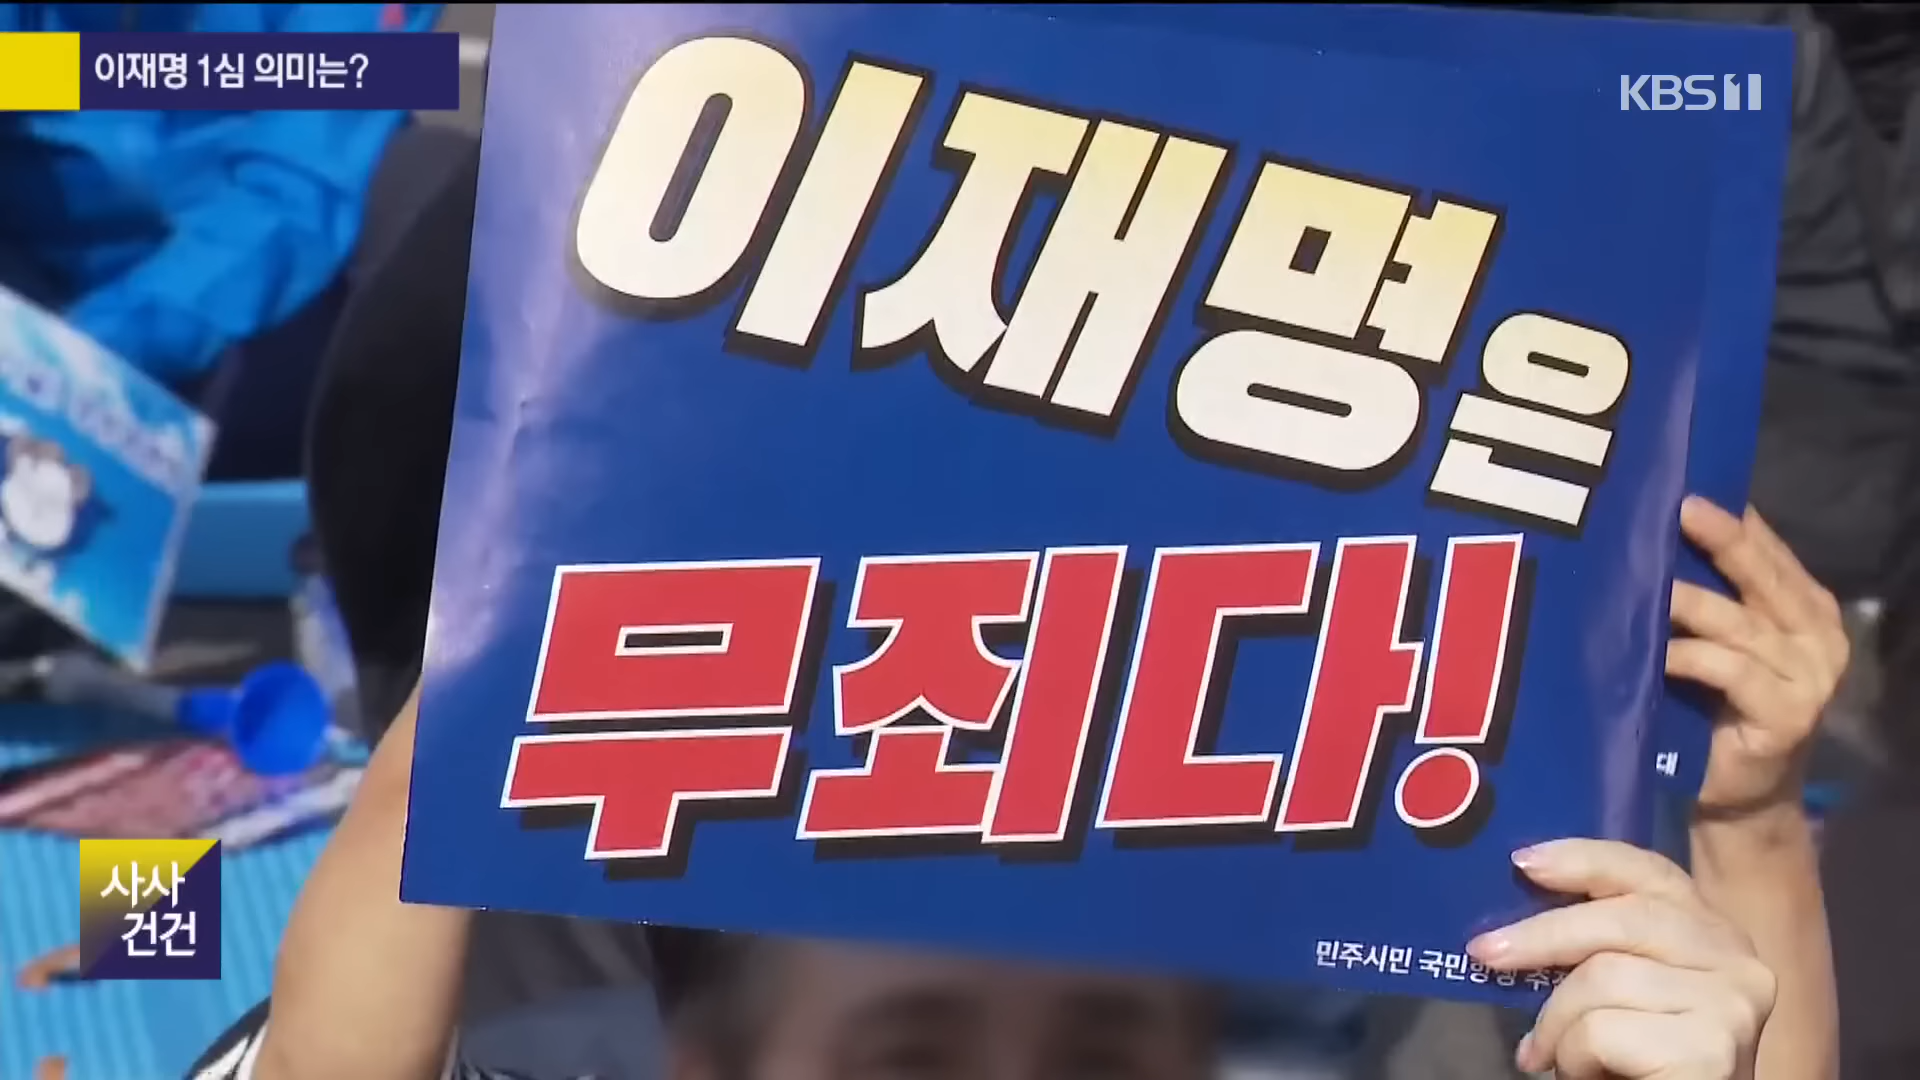 이재명 1심 의미는?
KBS 1
이재명은
무죄다!
대
민주시민 국민항쟁
사사
건건